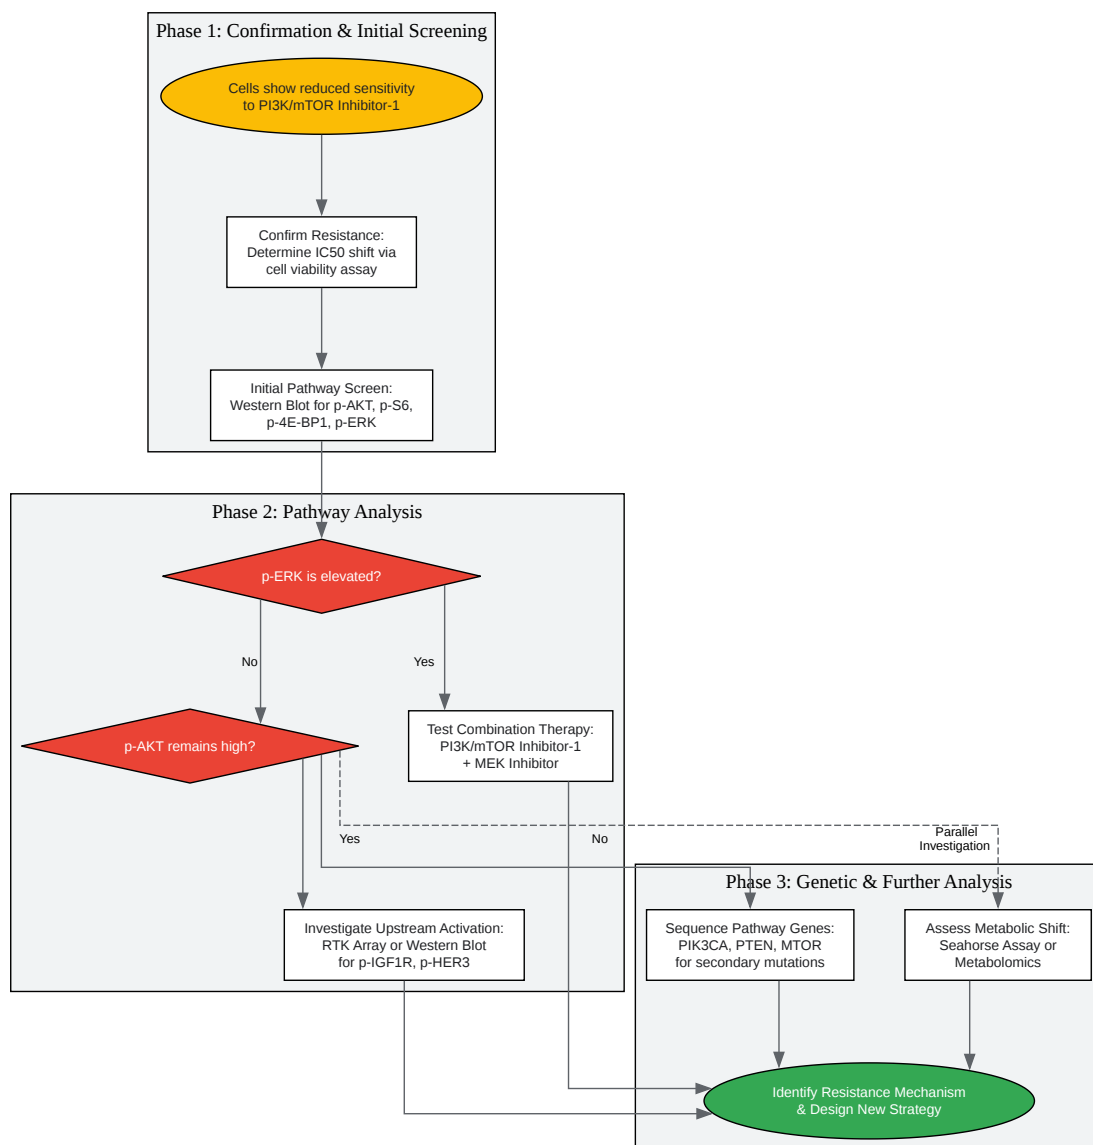 Phase 1: Confirmation & Initial Screening
Cells show reduced sensitivity
to PI3K/mTOR Inhibitor-1
Confirm Resistance:
Determine IC50 shift via
cell viability assay
Initial Pathway Screen:
Western Blot for p-AKT, p-S6,
p-4E-BP1, p-ERK
Phase 2: Pathway Analysis
p-ERK is elevated?
No
Yes
p-AKT remains high?
Test Combination Therapy:
PI3K/mTOR Inhibitor-1
+ MEK Inhibitor
Yes
No
Parallel
Investigation
Phase 3: Genetic & Further Analysis
Investigate Upstream Activation:
RTK Array or Western Blot
for p-IGF1R, p-HER3
Sequence Pathway Genes:
PIK3CA, PTEN, MTOR
for secondary mutations
Assess Metabolic Shift:
Seahorse Assay or
Metabolomics
Identify Resistance Mechanism
& Design New Strategy